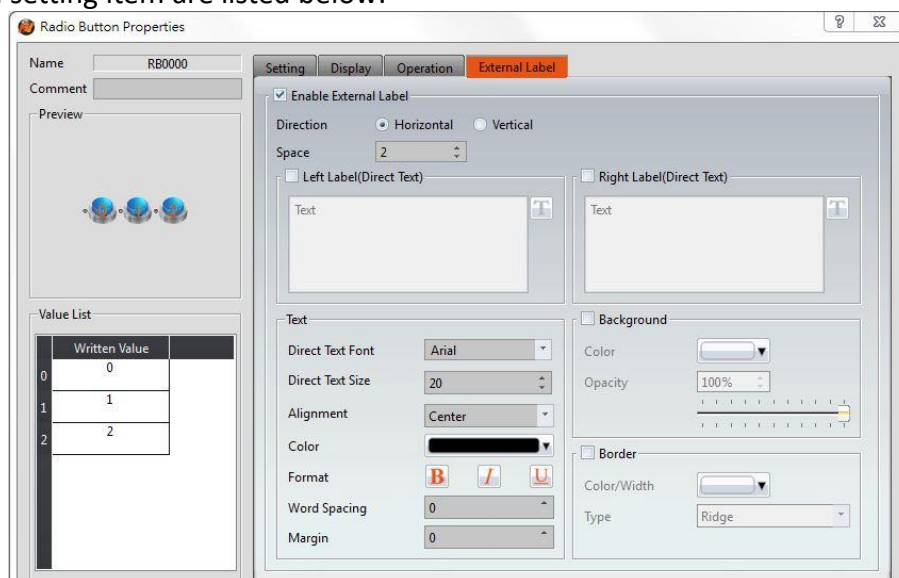 setting item are listed below.
Radio Button Properties
Name RB0000
Comment
Preview
Value List
Written Value
0 0
1 1
2 2
Setting Display Operation External Label
Enable External Label
Direction Horizontal Vertical
Space 2
Left Label(Direct Text)
Text T
Right Label(Direct Text)
Text T
Text
Direct Text Font Arial
Direct Text Size 20
Alignment Center
Color
Format B I U
Word Spacing 0
Margin 0
Background
Color
Opacity 100%
Border
Color/Width
Type Ridge